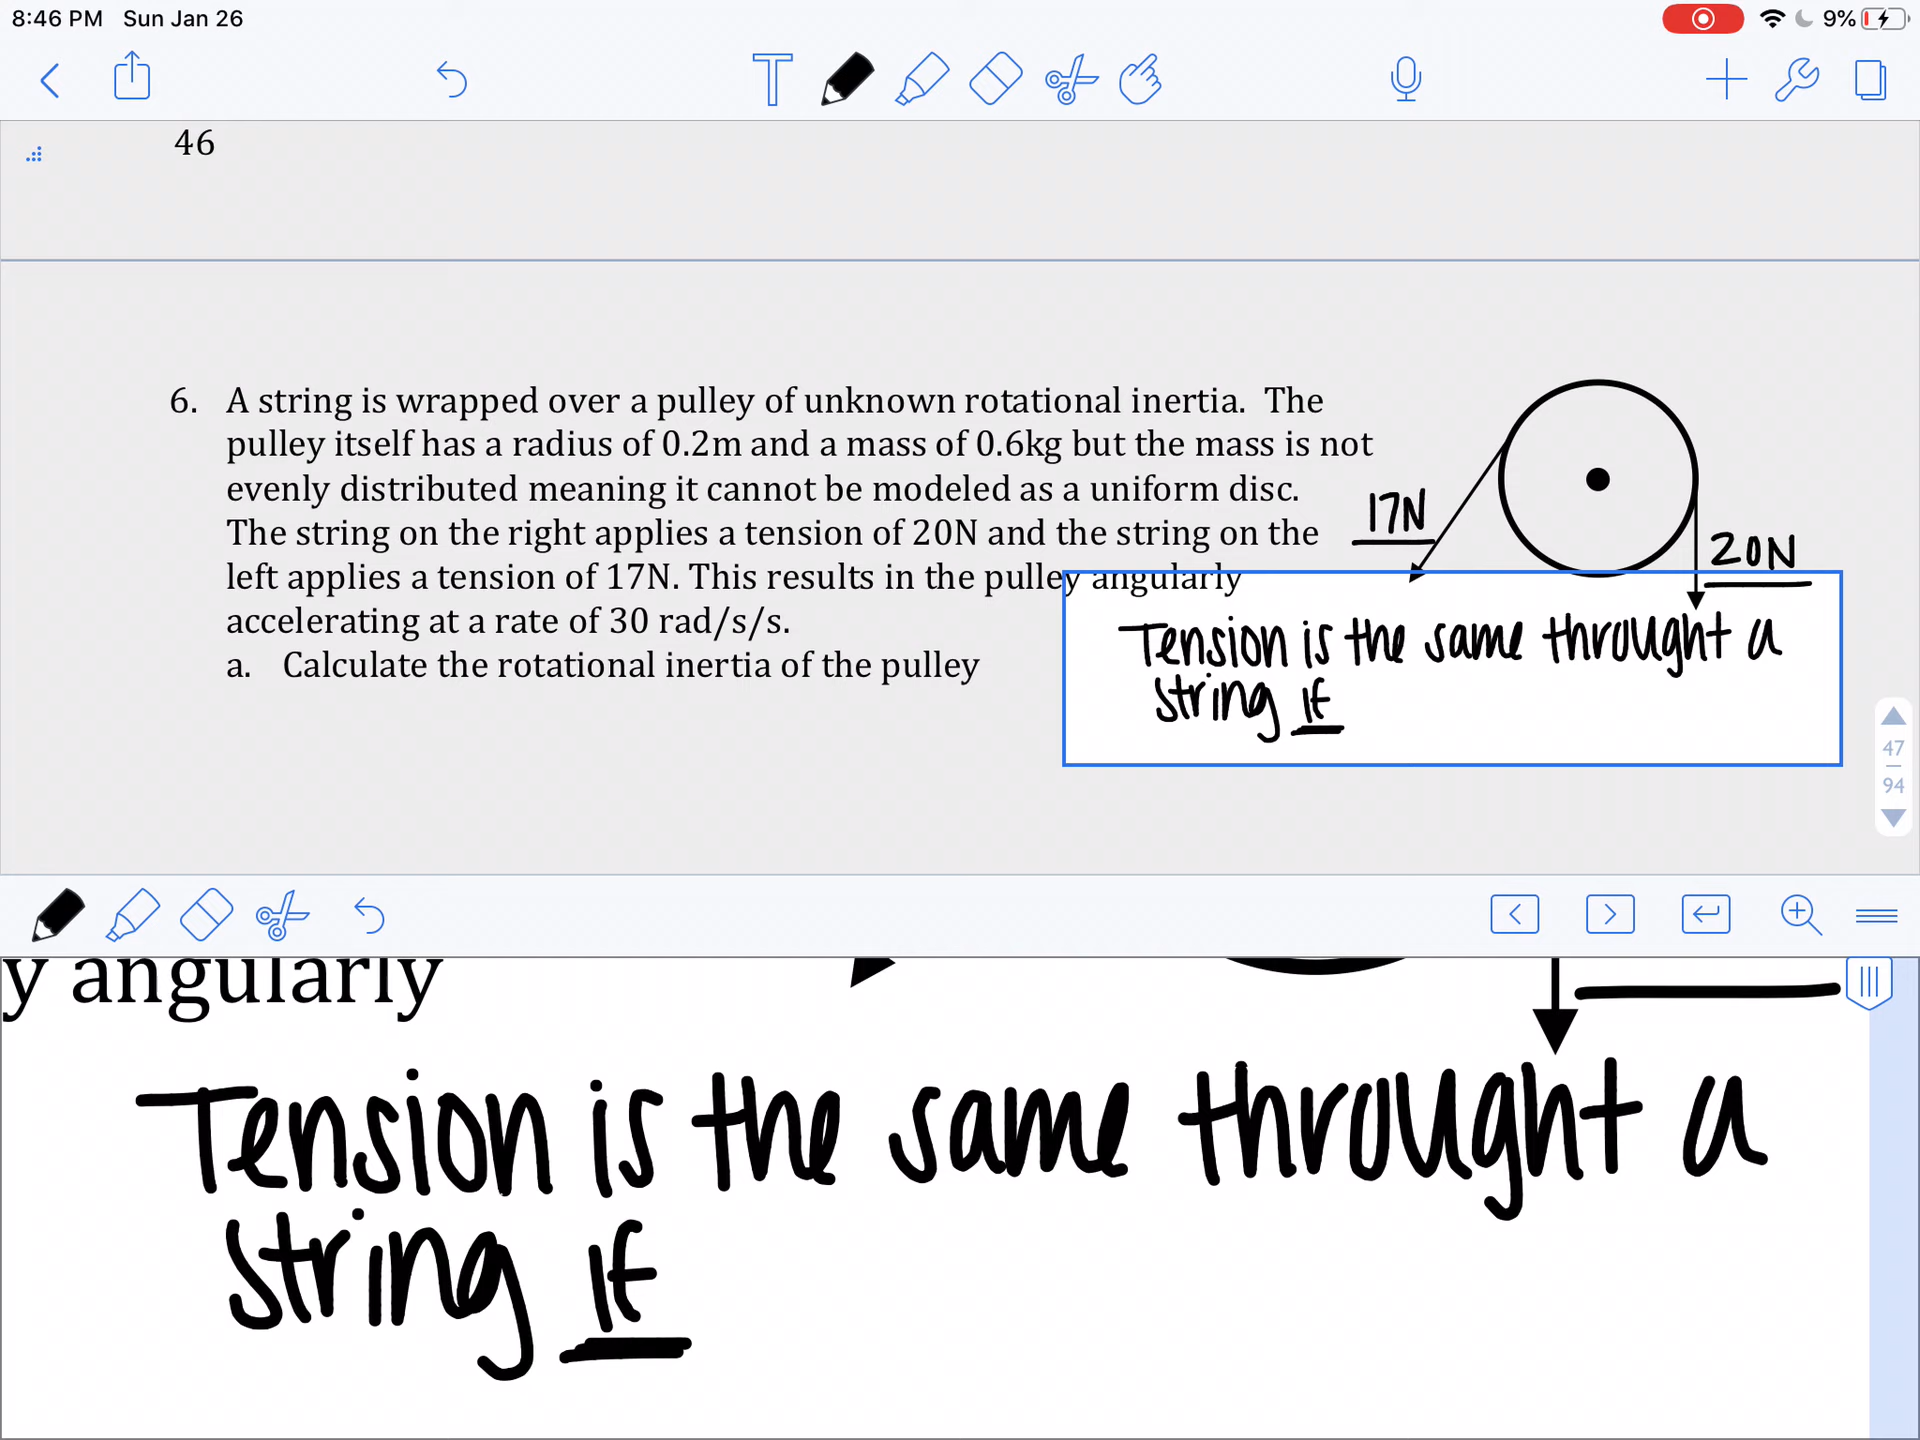 8:46 PM Sun Jan 26
9%
46
6. A string is wrapped over a pulley of unknown rotational inertia. The
pulley itself has a radius of 0.2m and a mass of 0.6kg but the mass is not
evenly distributed meaning it cannot be modeled as a uniform disc.
The string on the right applies a tension of 20N and the string on the
left applies a tension of 17N. This results in the pulley angularly
accelerating at a rate of 30 rad/s/s.
a. Calculate the rotational inertia of the pulley
17N
20N
Tension is the same throught a
string if
47
94
y angularly
Tension is the same throught a
string if